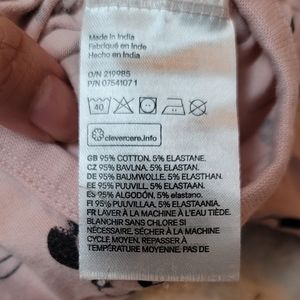 Made in India
Fabriqué en Inde
Hecho en India
O/N 219985
P/N 0754107 1
40
clevercare.info
GB 95% COTTON, 5% ELASTANE.
CZ 95% BAVLNA, 5% ELASTAN.
DE 95% BAUMWOLLE, 5% ELASTHAN.
EE 95% PUUVILL, 5% ELASTAAN.
ES 95% ALGODÓN, 5% ELASTANO.
FI 95% PUUVILLAA, 5% ELASTAANIA.
FR LAVER À LA MACHINE À L'EAU TIÈDE.
BLANCHIR SANS CHLORE SI
NÉCESSAIRE. SÉCHER À LA MACHINE
CYCLE MOYEN. REPASSER À
TEMPÉRATURE MOYENNE. PAS DE